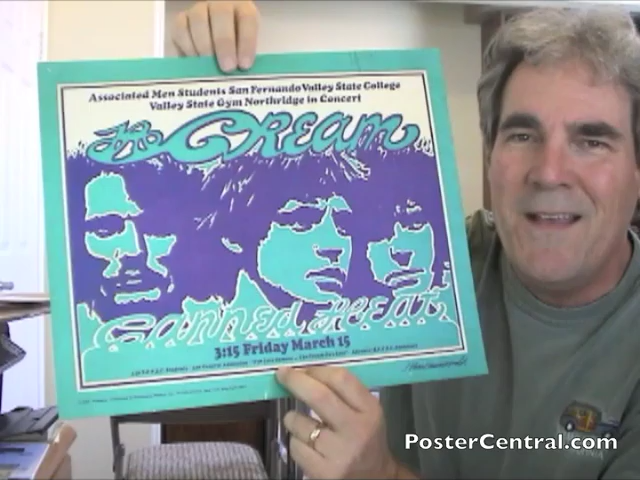 Associated Men Students San Fernando Valley State College
Valley State Gym Northridge in Concert
The CREAM
Canned Heat
3:15 Friday March 15
PosterCentral.com